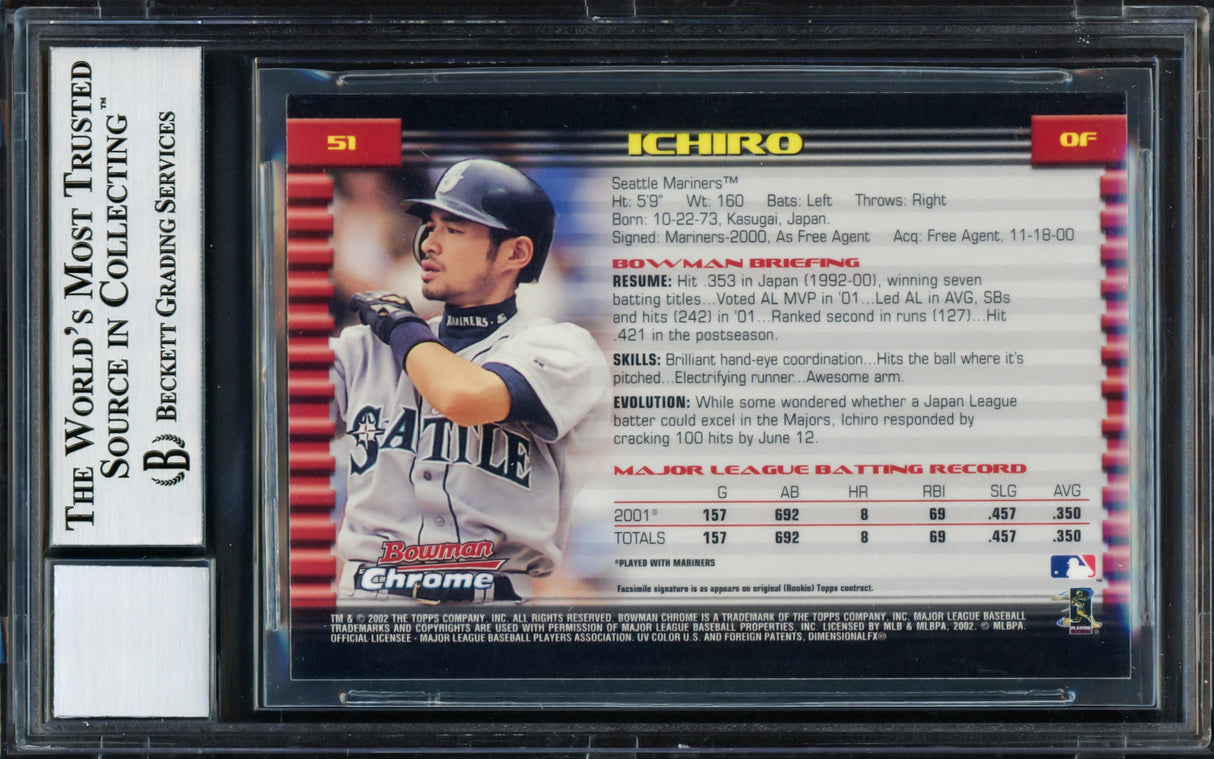 THE WORLD'S MOST TRUSTED
SOURCE IN COLLECTING™
B BECKETT GRADING SERVICES
51
ICHIRO
OF
Seattle Mariners™
Ht: 5'9" Wt: 160 Bats: Left Throws: Right
Born: 10-22-73, Kasugai, Japan.
Signed: Mariners-2000, As Free Agent Acq: Free Agent, 11-18-00
BOWMAN BRIEFING
RESUME: Hit .353 in Japan (1992-00), winning seven
batting titles...Voted AL MVP in '01...Led AL in AVG, SBs
and hits (242) in '01...Ranked second in runs (127)...Hit
.421 in the postseason.
SKILLS: Brilliant hand-eye coordination...Hits the ball where it's
pitched...Electrifying runner...Awesome arm.
EVOLUTION: While some wondered whether a Japan League
batter could excel in the Majors, Ichiro responded by
cracking 100 hits by June 12.
MAJOR LEAGUE BATTING RECORD
G AB HR RBI SLG AVG
2001* 157 692 8 69 .457 .350
TOTALS 157 692 8 69 .457 .350
*PLAYED WITH MARINERS
Facsimile signature is as appears on original (Rookie) Topps contract.
MARINERS
SEATTLE
Bowman
Chrome
TM & © 2002 THE TOPPS COMPANY, INC. ALL RIGHTS RESERVED. BOWMAN CHROME IS A TRADEMARK OF THE TOPPS COMPANY, INC. MAJOR LEAGUE BASEBALL
TRADEMARKS AND COPYRIGHTS ARE USED WITH PERMISSION OF MAJOR LEAGUE BASEBALL PROPERTIES, INC. LICENSED BY MLB & MLBPA, 2002. © MLBPA.
OFFICIAL LICENSEE - MAJOR LEAGUE BASEBALL PLAYERS ASSOCIATION. UV COLOR U.S. AND FOREIGN PATENTS, DIMENSIONALFX®